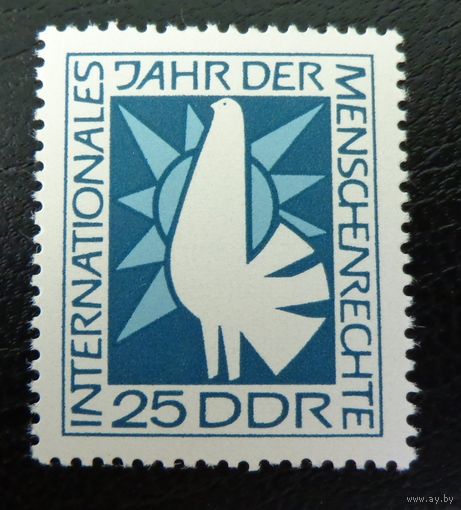 INTERNATIONALES
JAHR DER
MENSCHENRECHTE
25 DDR
www.ay.by